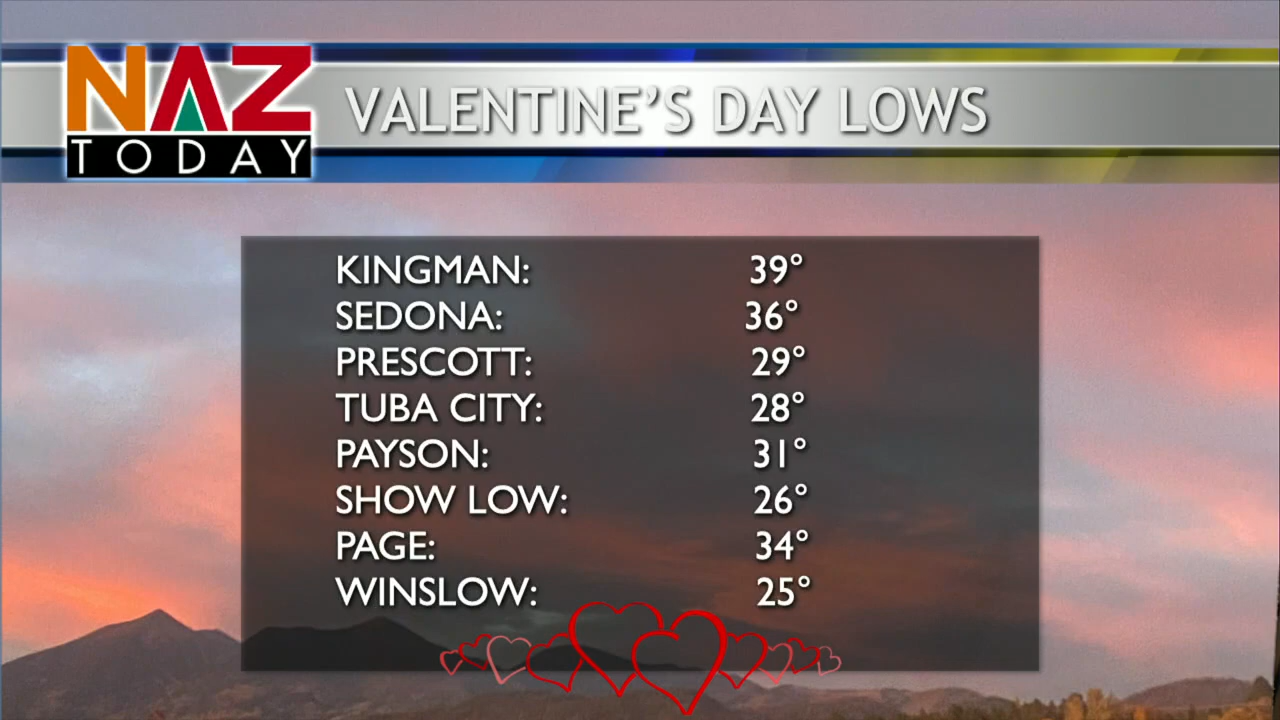 NAZ
TODAY
VALENTINE'S DAY LOWS
KINGMAN: 39°
SEDONA: 36°
PRESCOTT: 29°
TUBA CITY: 28°
PAYSON: 31°
SHOW LOW: 26°
PAGE: 34°
WINSLOW: 25°